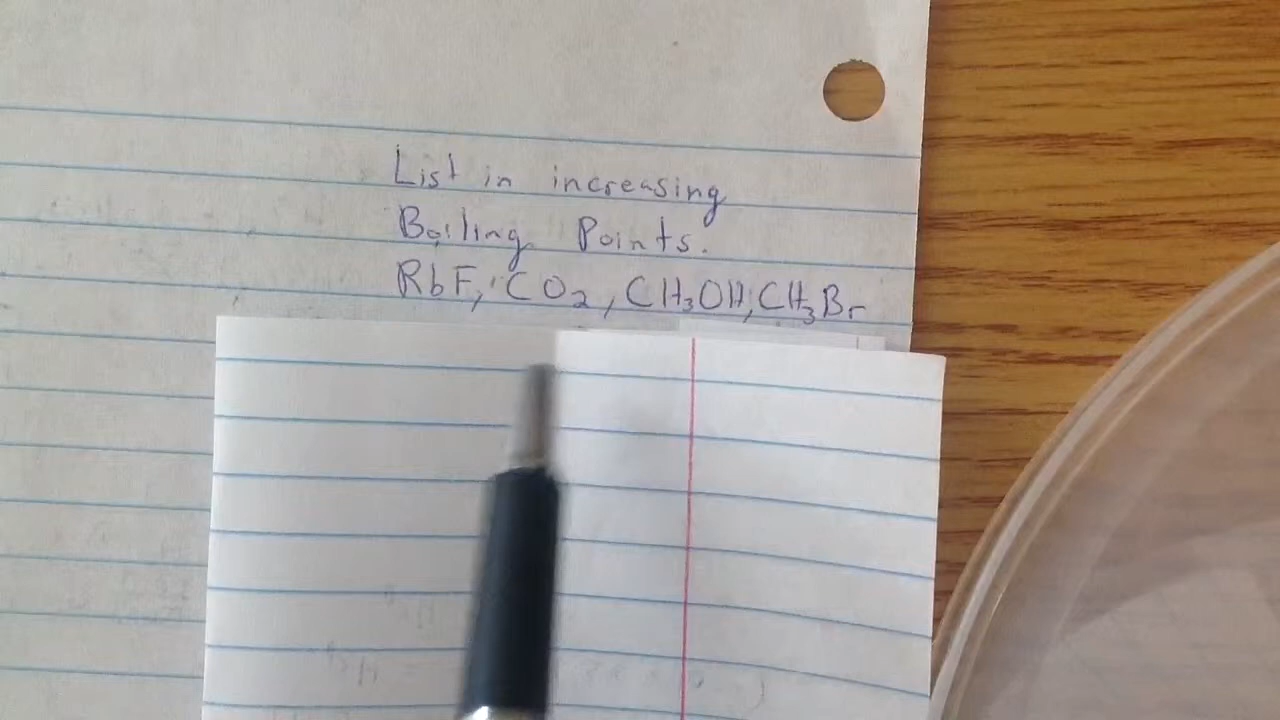 List in increasing
Boiling Points.
RbF, CO₂, CH₃OH, CH₃Br